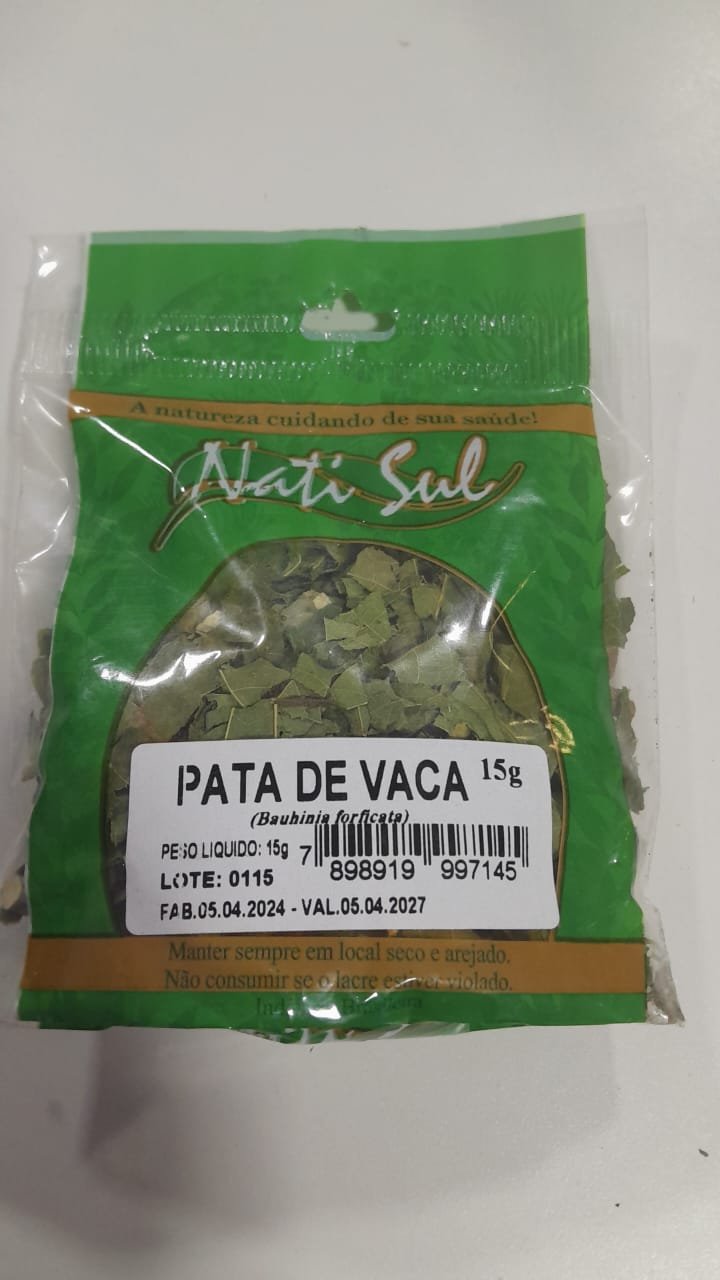 A natureza cuidando de sua saúde!
Nati Sul
PATA DE VACA 15g
(Bauhinia forficata)
PESO LIQUIDO: 15g
LOTE: 0115
7 898919 997145
FAB.05.04.2024 - VAL.05.04.2027
Manter sempre em local seco e arejado.
Não consumir se o lacre estiver violado.
Indústria Brasileira